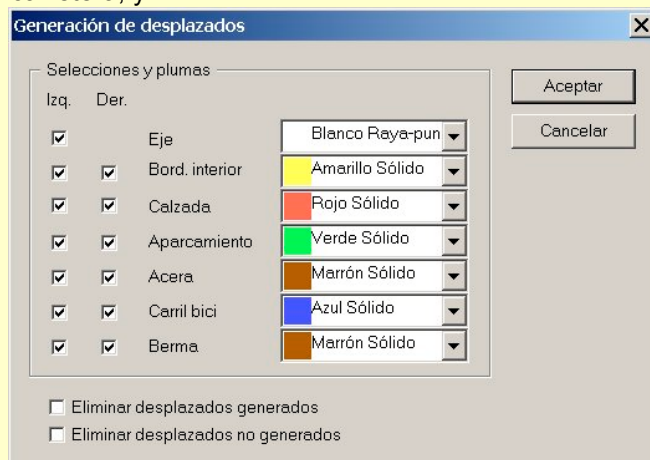 Generación de desplazados
Selecciones y plumas
Izq. Der.
Aceptar
Cancelar
Eje Blanco Raya-pun
Bord. interior Amarillo Sólido
Calzada Rojo Sólido
Aparcamiento Verde Sólido
Acera Marrón Sólido
Carril bici Azul Sólido
Berma Marrón Sólido
Eliminar desplazados generados
Eliminar desplazados no generados